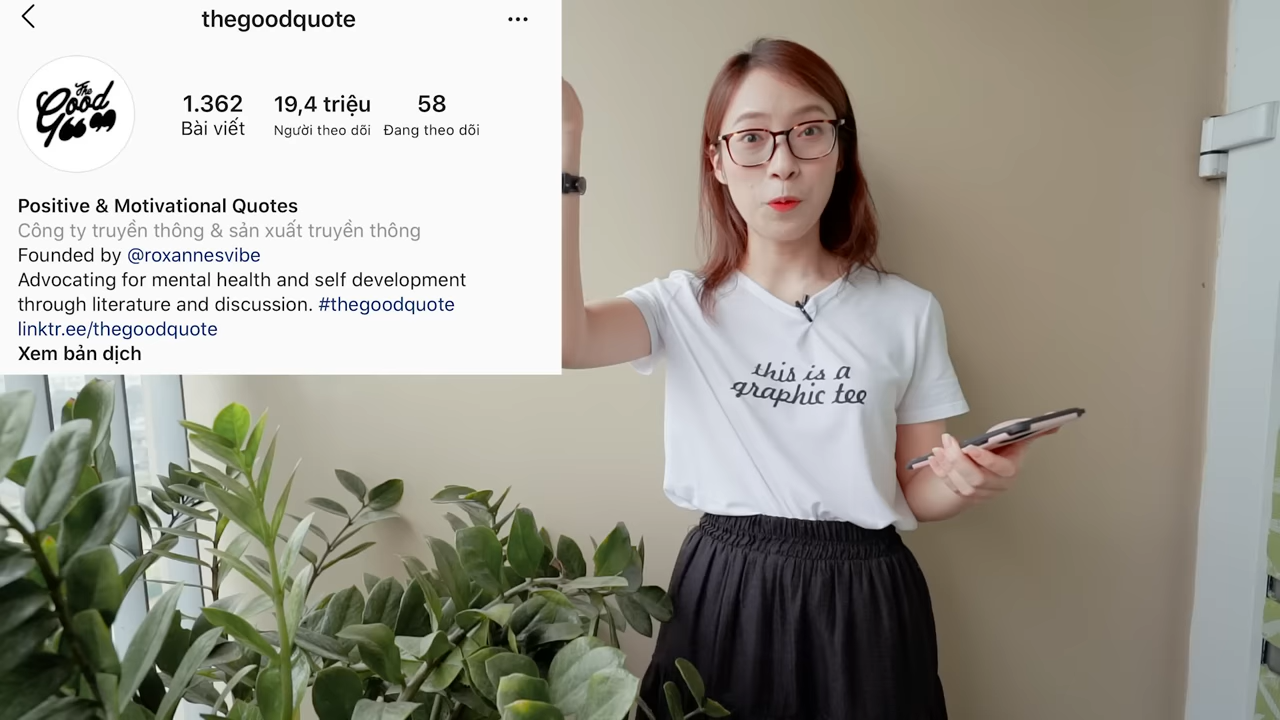 thegoodquote
The
Good
1.362
19,4 triệu
58
Bài viết
Người theo dõi
Đang theo dõi
Positive & Motivational Quotes
Công ty truyền thông & sản xuất truyền thông
Founded by @roxannesvibe
Advocating for mental health and self development
through literature and discussion. #thegoodquote
linktr.ee/thegoodquote
Xem bản dịch
this is a
graphic tee